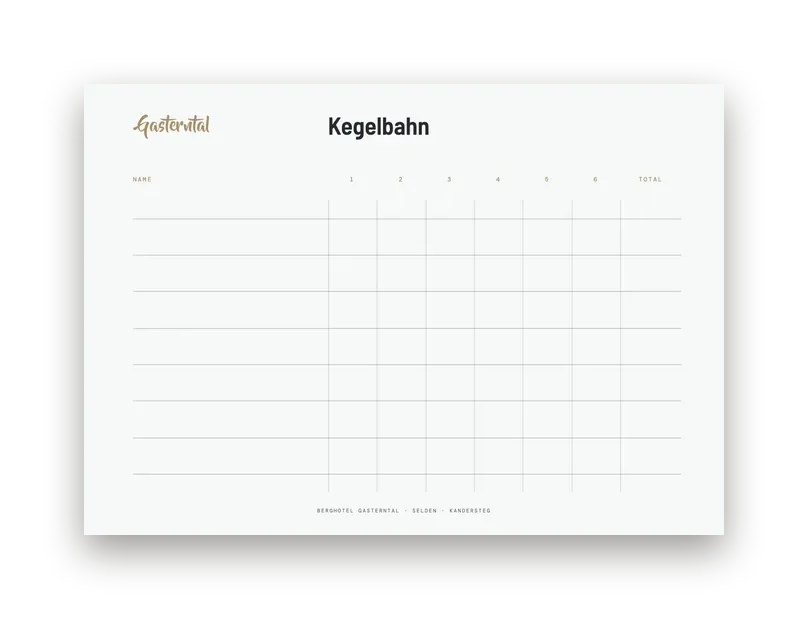 Gasterntal
Kegelbahn
NAME 1 2 3 4 5 6 TOTAL
BERGHOTEL GASTERNTAL · SELDEN · KANDERSTEG